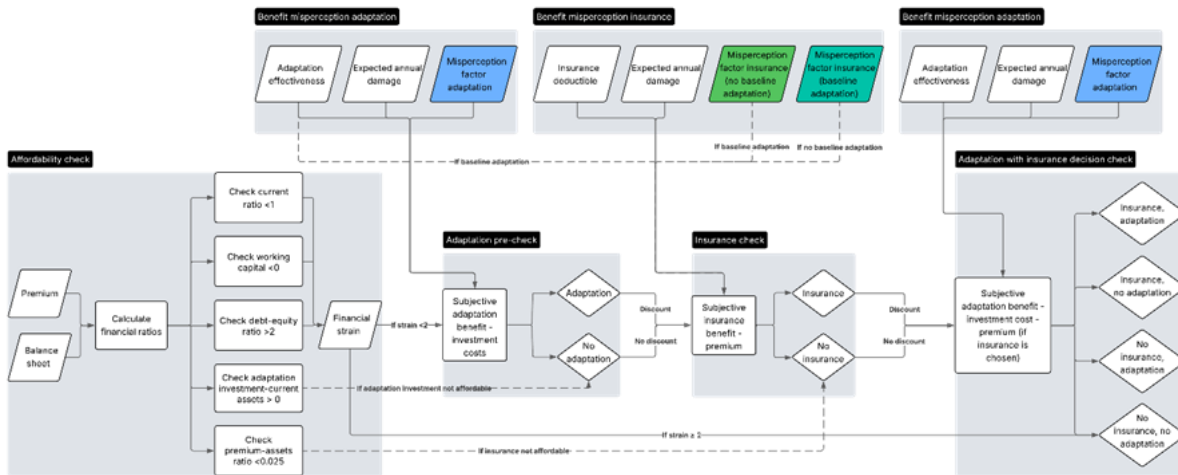 Benefit misperception adaptation
Benefit misperception insurance
Benefit misperception adaptation
Adaptation
effectiveness
Expected annual
damage
Misperception
factor
adaptation
Insurance
deductible
Expected annual
damage
Misperception
factor insurance
(no baseline
adaptation)
Misperception
factor insurance
(baseline
adaptation)
Adaptation
effectiveness
Expected annual
damage
Misperception
factor
adaptation
If baseline adaptation
If baseline adaptation
If no baseline adaptation
Affordability check
Adaptation with insurance decision check
Check current
ratio <1
Check working
capital <0
Check debt-equity
ratio >2
Check adaptation
investment-current
assets > 0
Check
premium-assets
ratio <0.025
Premium
Balance
sheet
Calculate
financial ratios
Financial
strain
If strain <2
Adaptation pre-check
Subjective
adaptation
benefit -
investment
costs
Adaptation
No
adaptation
Discount
No discount
Insurance check
Subjective
insurance
benefit -
premium
Insurance
No
insurance
Discount
No discount
Subjective
adaptation benefit -
investment cost -
premium (if
insurance is
chosen)
Insurance,
adaptation
Insurance,
no adaptation
No
insurance,
adaptation
No
insurance, no
adaptation
If adaptation investment not affordable
If insurance not affordable
If strain ≥ 2